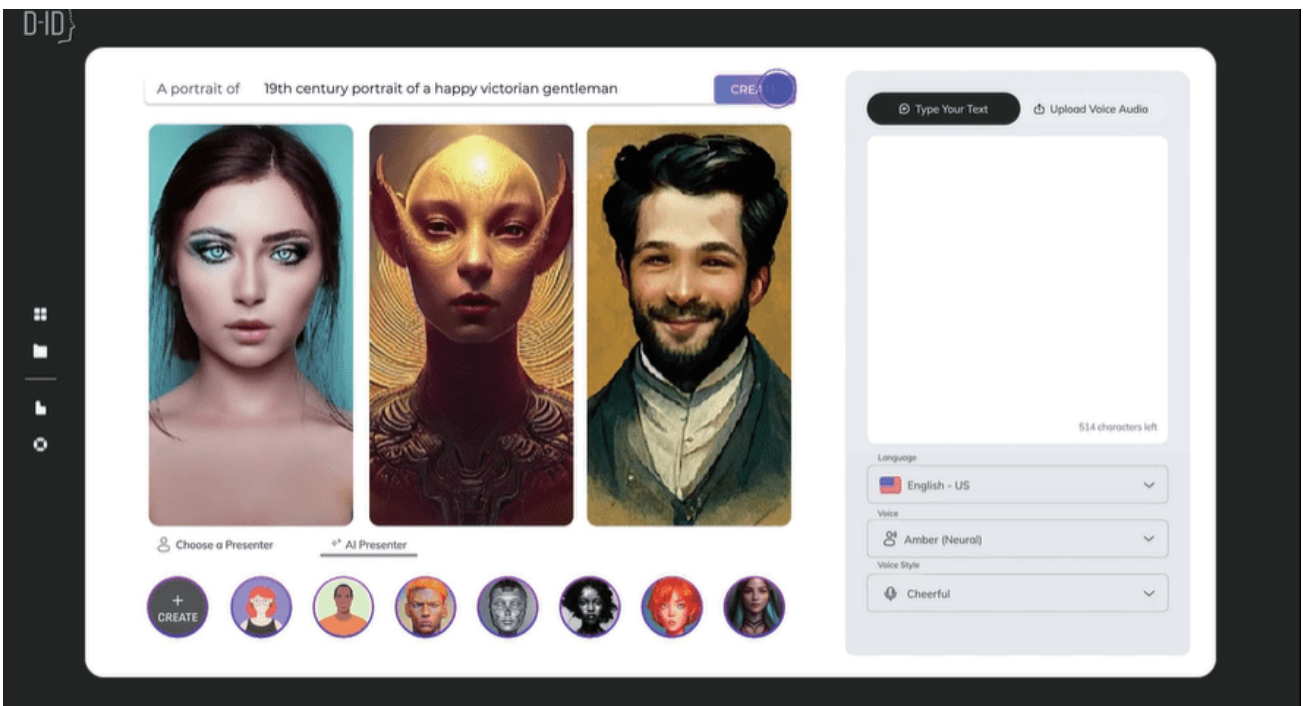 D-ID
A portrait of 19th century portrait of a happy victorian gentleman
Choose a Presenter
AI Presenter
+
CREATE
Type Your Text
Upload Voice Audio
514 characters left
Language
English - US
Voice
Amber (Neural)
Voice Style
Cheerful